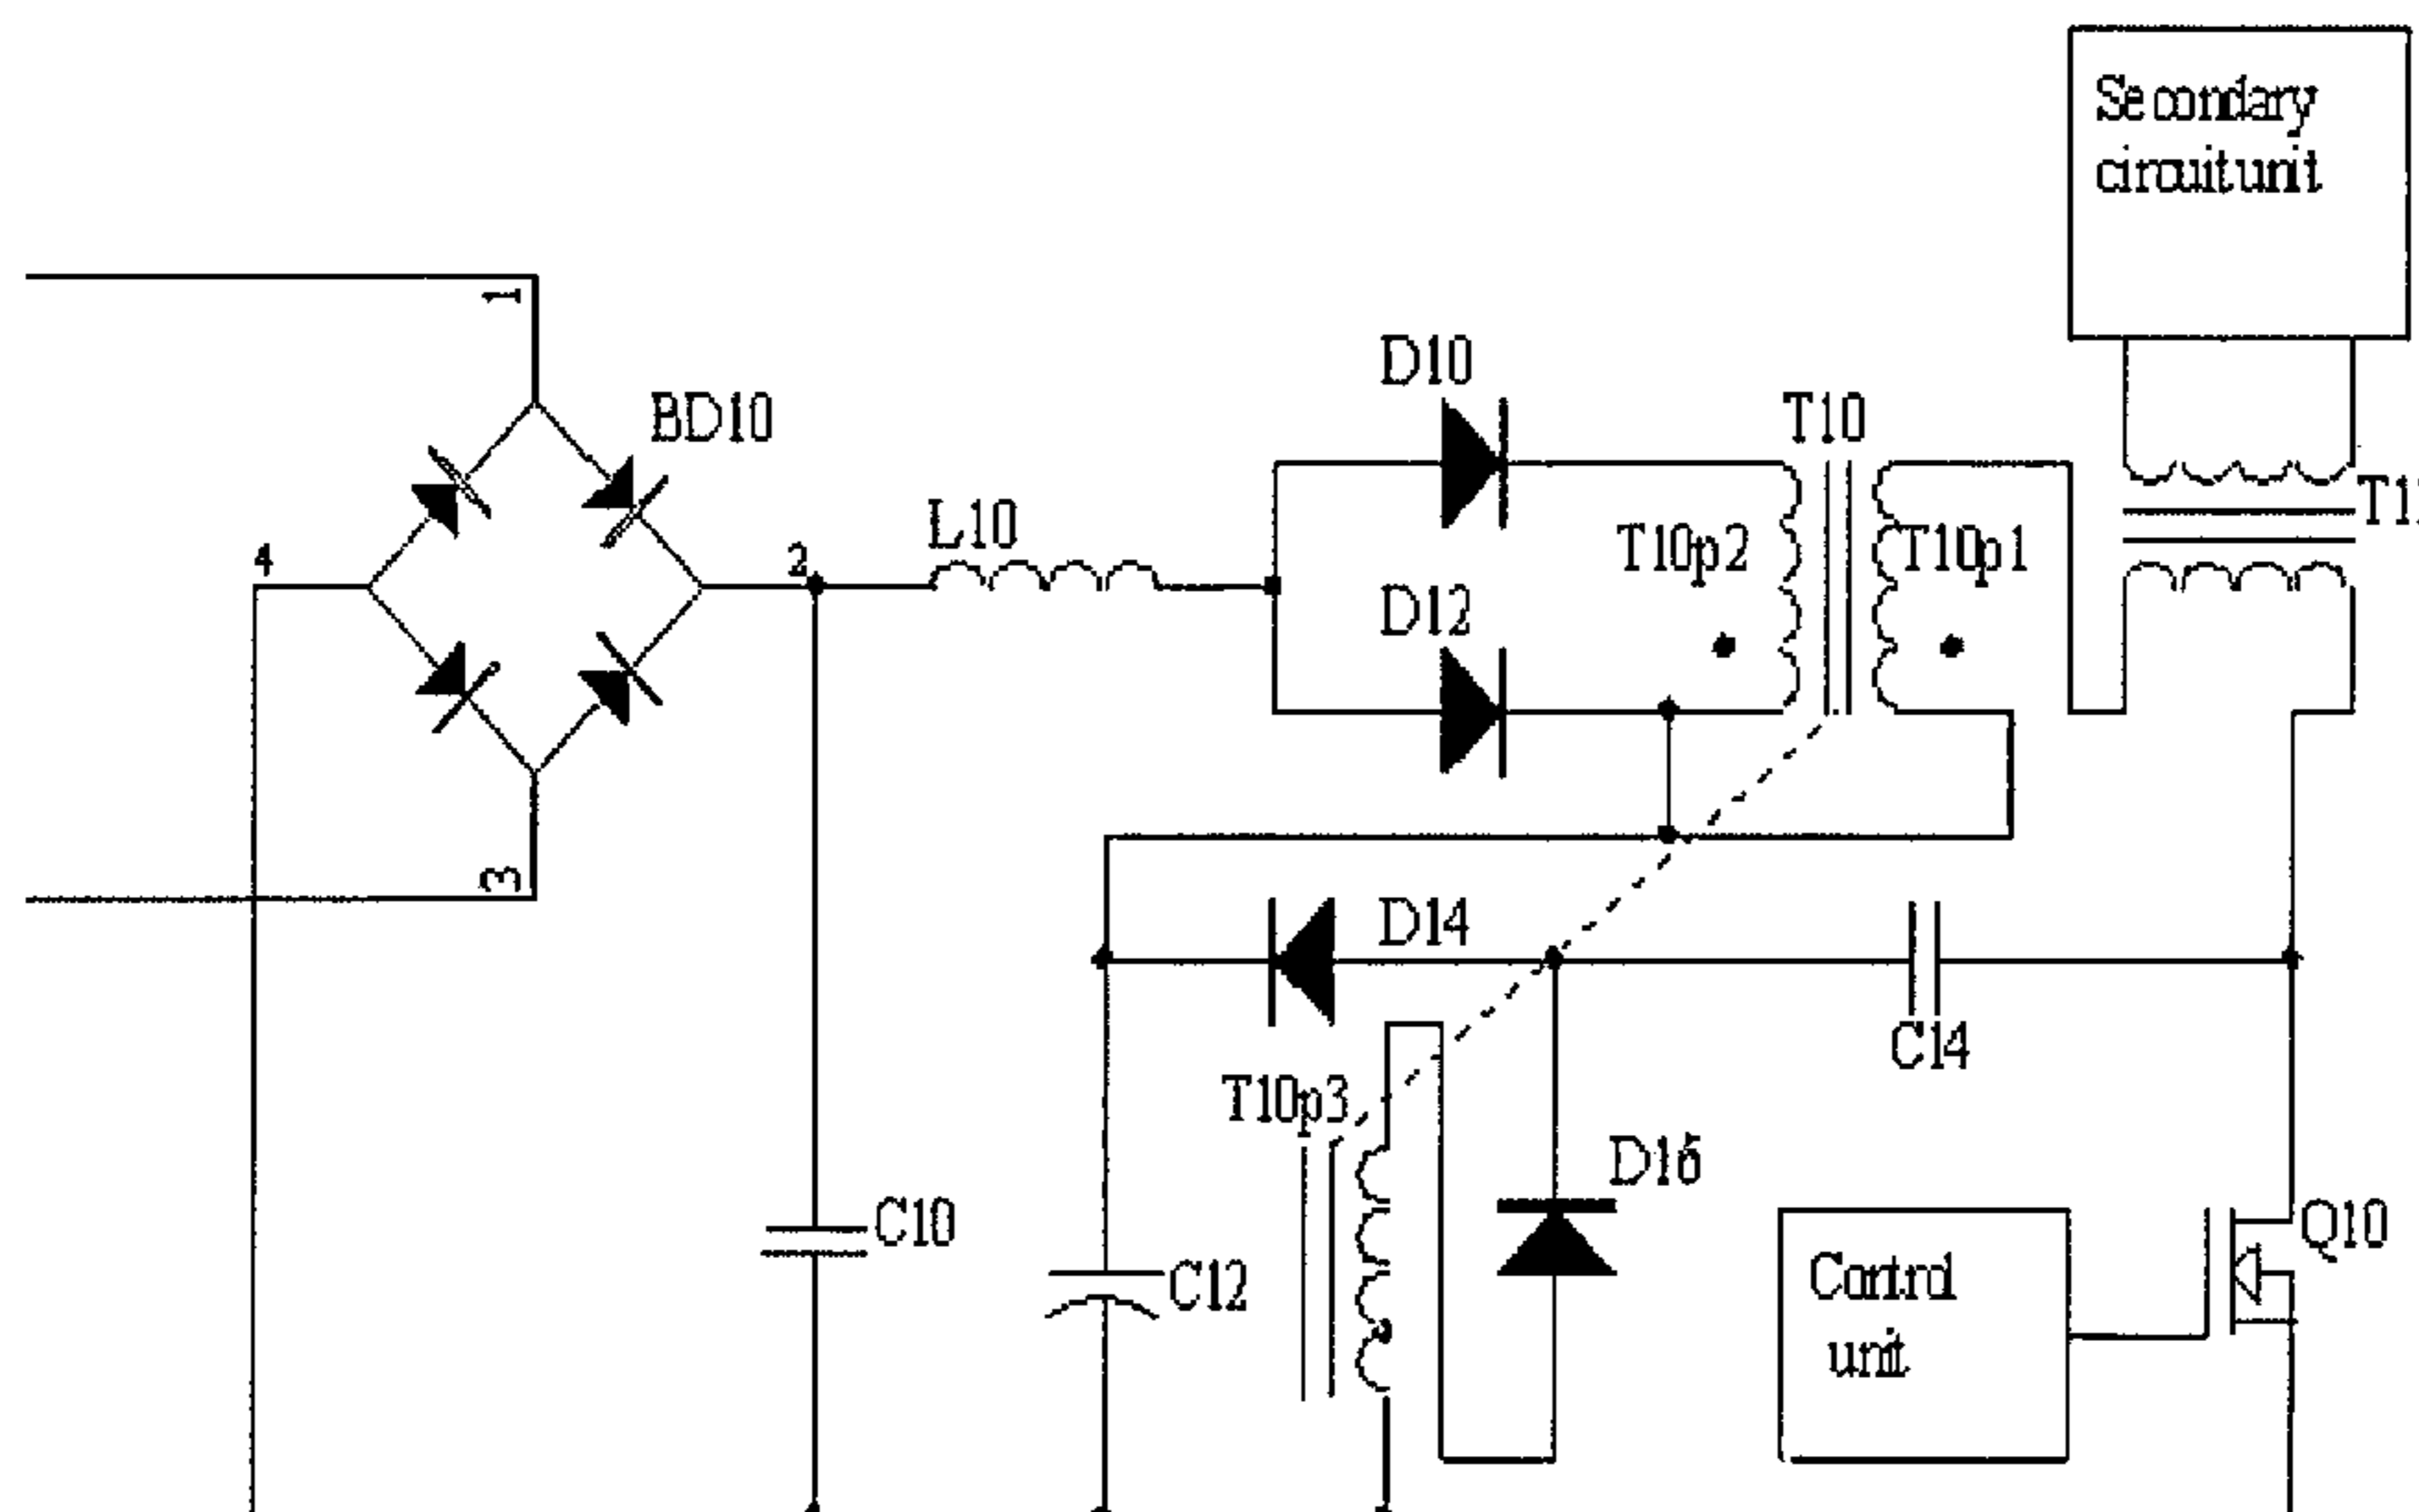 Secondary
circuit unit
1
D10
BD10
T10
L10
T10p2
T10p1
4
2
D12
3
D14
C14
T10p3
D16
C10
Q10
C12
Control
unit